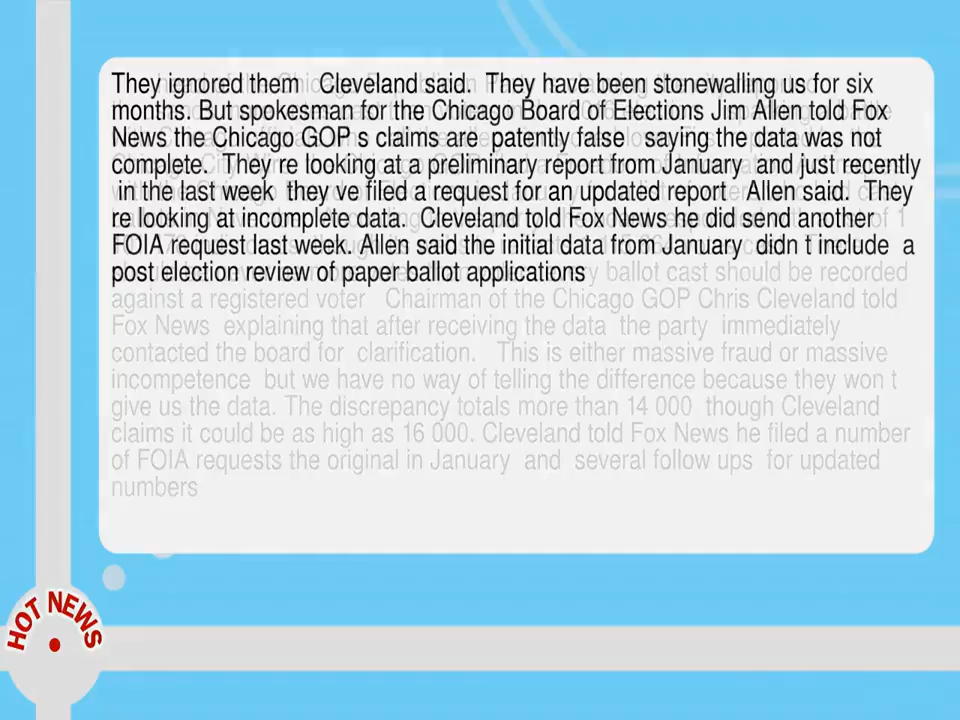 They ignored them Cleveland said. They have been stonewalling us for six
months. But spokesman for the Chicago Board of Elections Jim Allen told Fox
News the Chicago GOP s claims are patently false saying the data was not
complete. They re looking at a preliminary report from January and just recently
in the last week they ve filed a request for an updated report Allen said. They
re looking at incomplete data. Cleveland told Fox News he did send another
FOIA request last week. Allen said the initial data from January didn t include a
post election review of paper ballot applications
ballot cast should be recorded
against a registered voter Chairman of the Chicago GOP Chris Cleveland told
Fox News explaining that after receiving the data the party immediately
contacted the board for clarification. This is either massive fraud or massive
incompetence but we have no way of telling the difference because they won t
give us the data. The discrepancy totals more than 14 000 though Cleveland
claims it could be as high as 16 000. Cleveland told Fox News he filed a number
of FOIA requests the original in January and several follow ups for updated
numbers
HOT NEWS